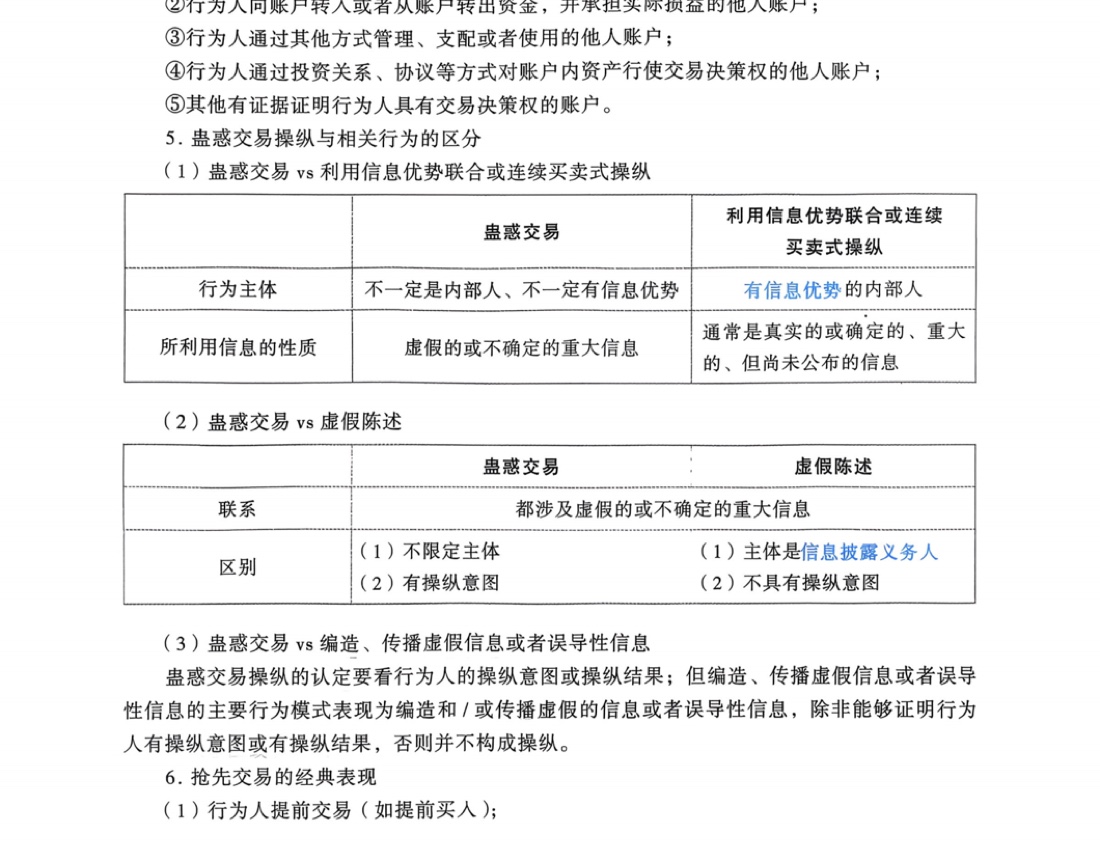 ②行为人向账户转入或者从账户转出资金，并承担实际损益的他人账户；
③行为人通过其他方式管理、支配或者使用的他人账户；
④行为人通过投资关系、协议等方式对账户内资产行使交易决策权的他人账户；
⑤其他有证据证明行为人具有交易决策权的账户。
5. 蛊惑交易操纵与相关行为的区分
（1）蛊惑交易 vs 利用信息优势联合或连续买卖式操纵
蛊惑交易 利用信息优势联合或连续
买卖式操纵
行为主体 不一定是内部人、不一定有信息优势 有信息优势的内部人
所利用信息的性质 虚假的或不确定的重大信息 通常是真实的或确定的、重大
的、但尚未公布的信息
（2）蛊惑交易 vs 虚假陈述
蛊惑交易 虚假陈述
联系 都涉及虚假的或不确定的重大信息
区别 （1）不限定主体 （1）主体是信息披露义务人
（2）有操纵意图 （2）不具有操纵意图
（3）蛊惑交易 vs 编造、传播虚假信息或者误导性信息
蛊惑交易操纵的认定要看行为人的操纵意图或操纵结果；但编造、传播虚假信息或者误导
性信息的主要行为模式表现为编造和 / 或传播虚假的信息或者误导性信息，除非能够证明行为
人有操纵意图或有操纵结果，否则并不构成操纵。
6. 抢先交易的经典表现
（1）行为人提前交易（如提前买入）；